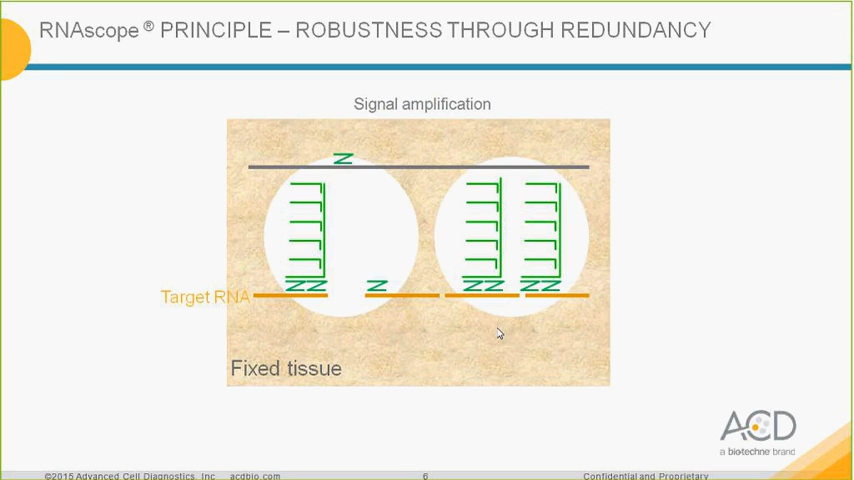 RNAscope ® PRINCIPLE – ROBUSTNESS THROUGH REDUNDANCY
Signal amplification
Target RNA
Fixed tissue
ACD
a biotechne brand
©2015 Advanced Cell Diagnostics, Inc acdbio.com 6 Confidential and Proprietary